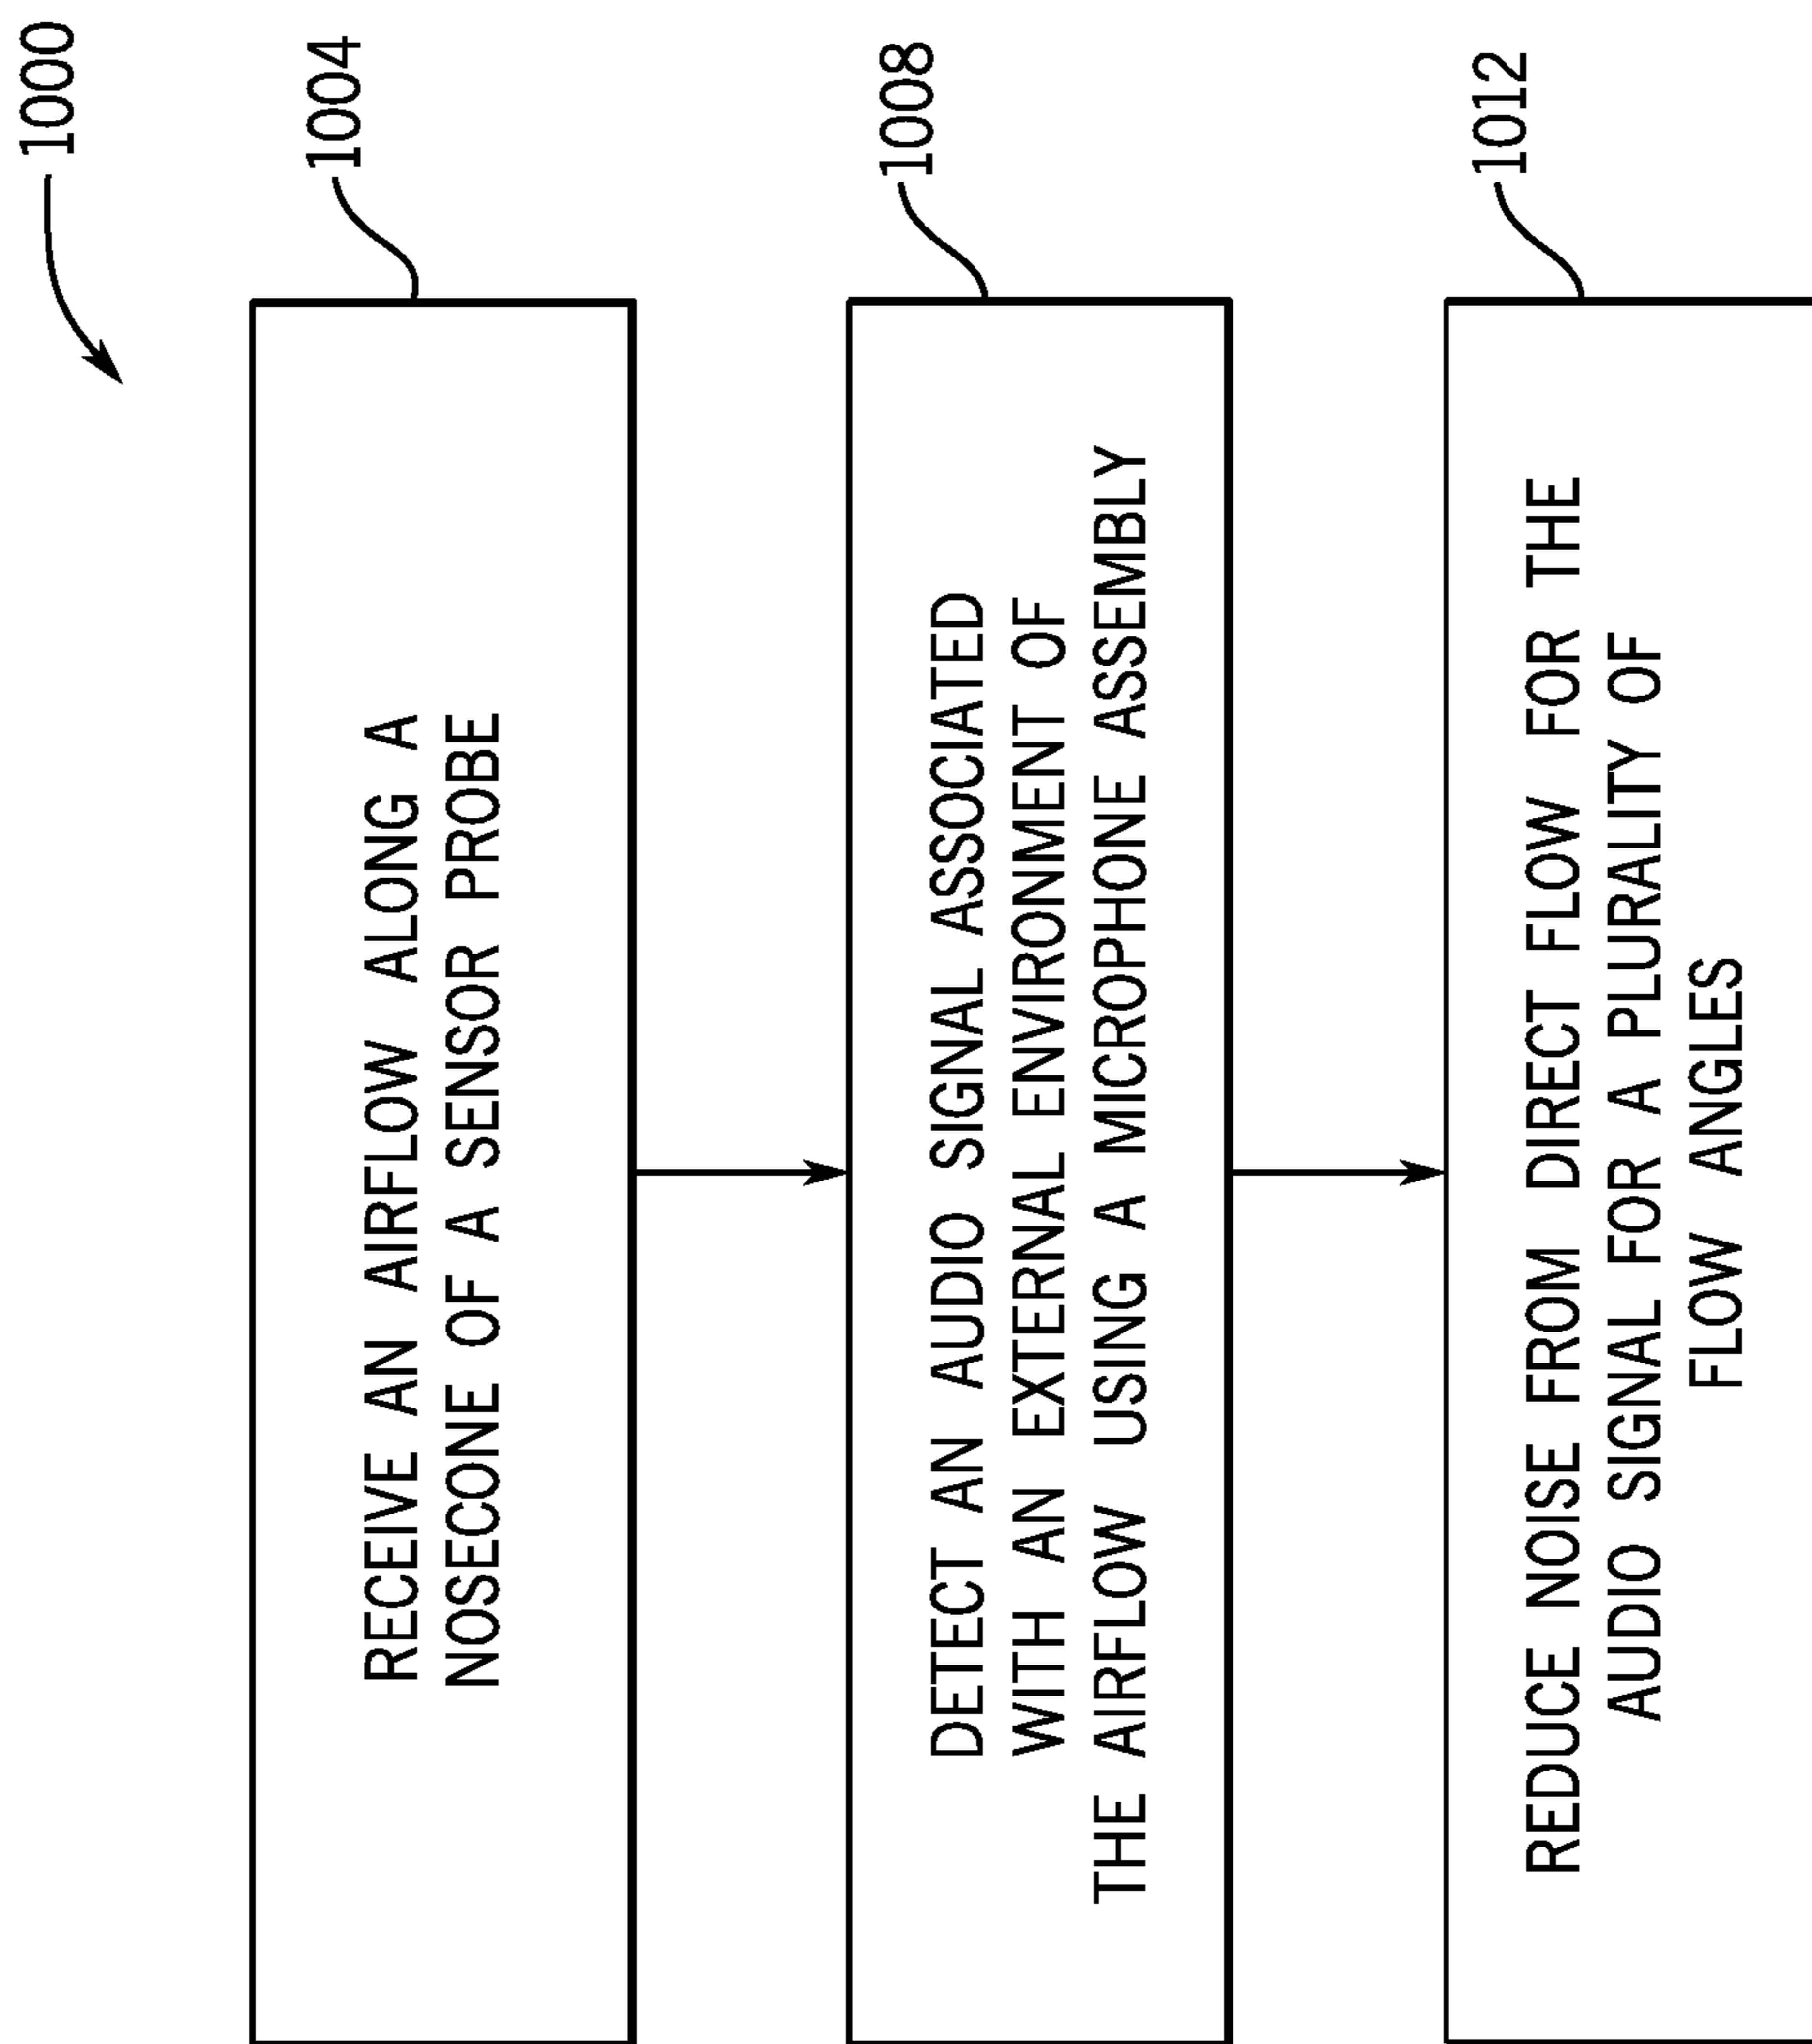 1000
1004
RECEIVE AN AIRFLOW ALONG A
NOSECONE OF A SENSOR PROBE
1008
DETECT AN AUDIO SIGNAL ASSOCIATED
WITH AN EXTERNAL ENVIRONMENT OF
THE AIRFLOW USING A MICROPHONE ASSEMBLY
1012
REDUCE NOISE FROM DIRECT FLOW FOR THE
AUDIO SIGNAL FOR A PLURALITY OF
FLOW ANGLES